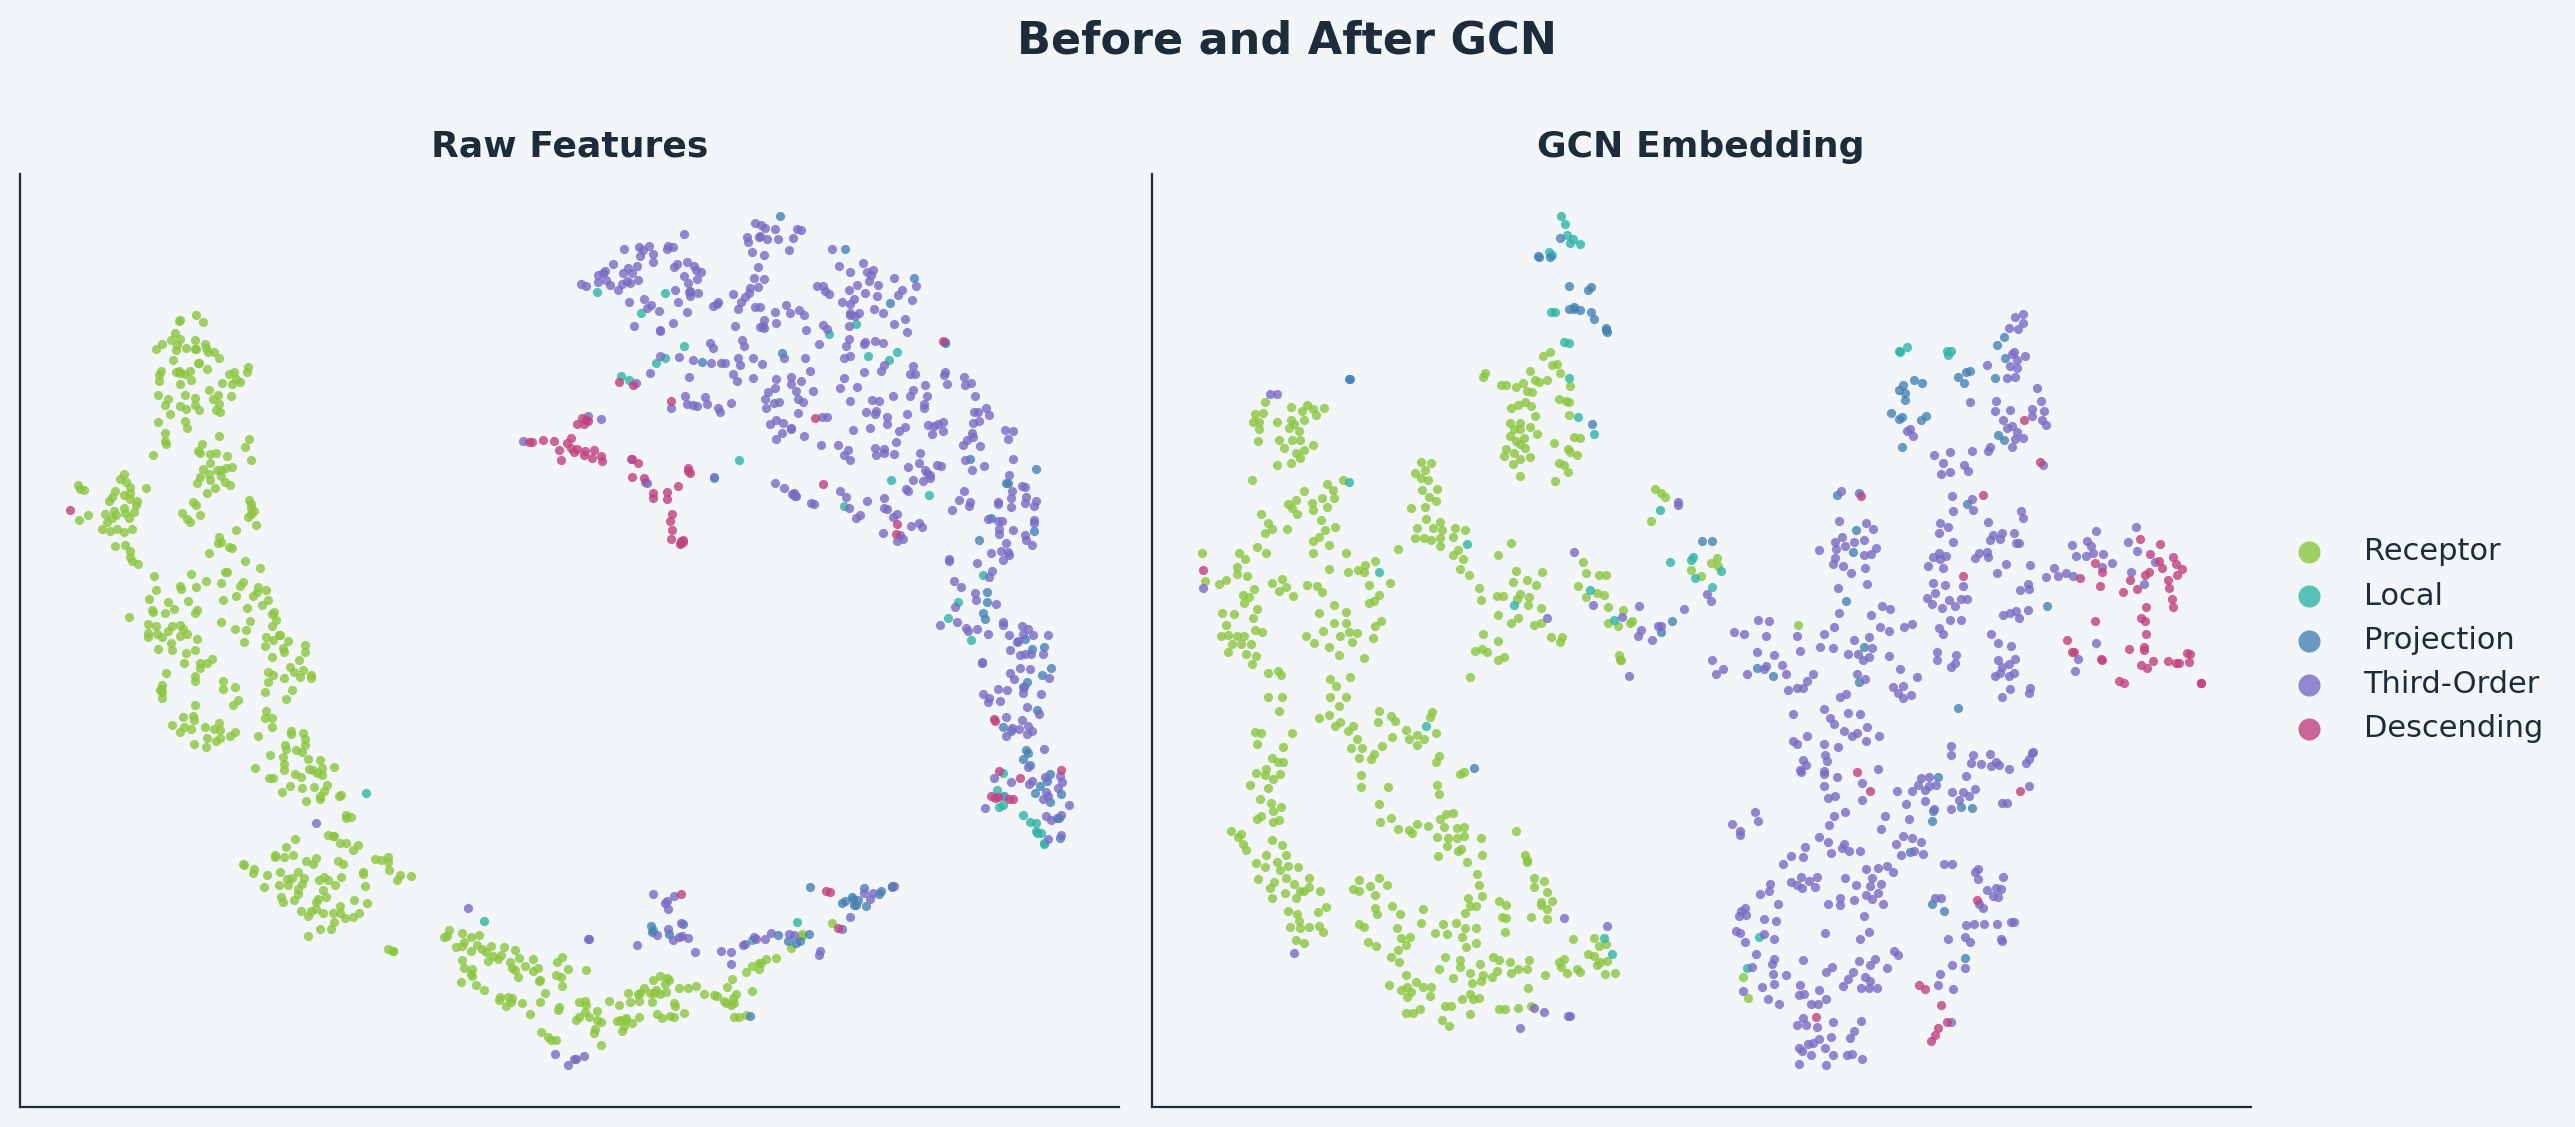 Before and After GCN
Raw Features
GCN Embedding
Receptor
Local
Projection
Third-Order
Descending